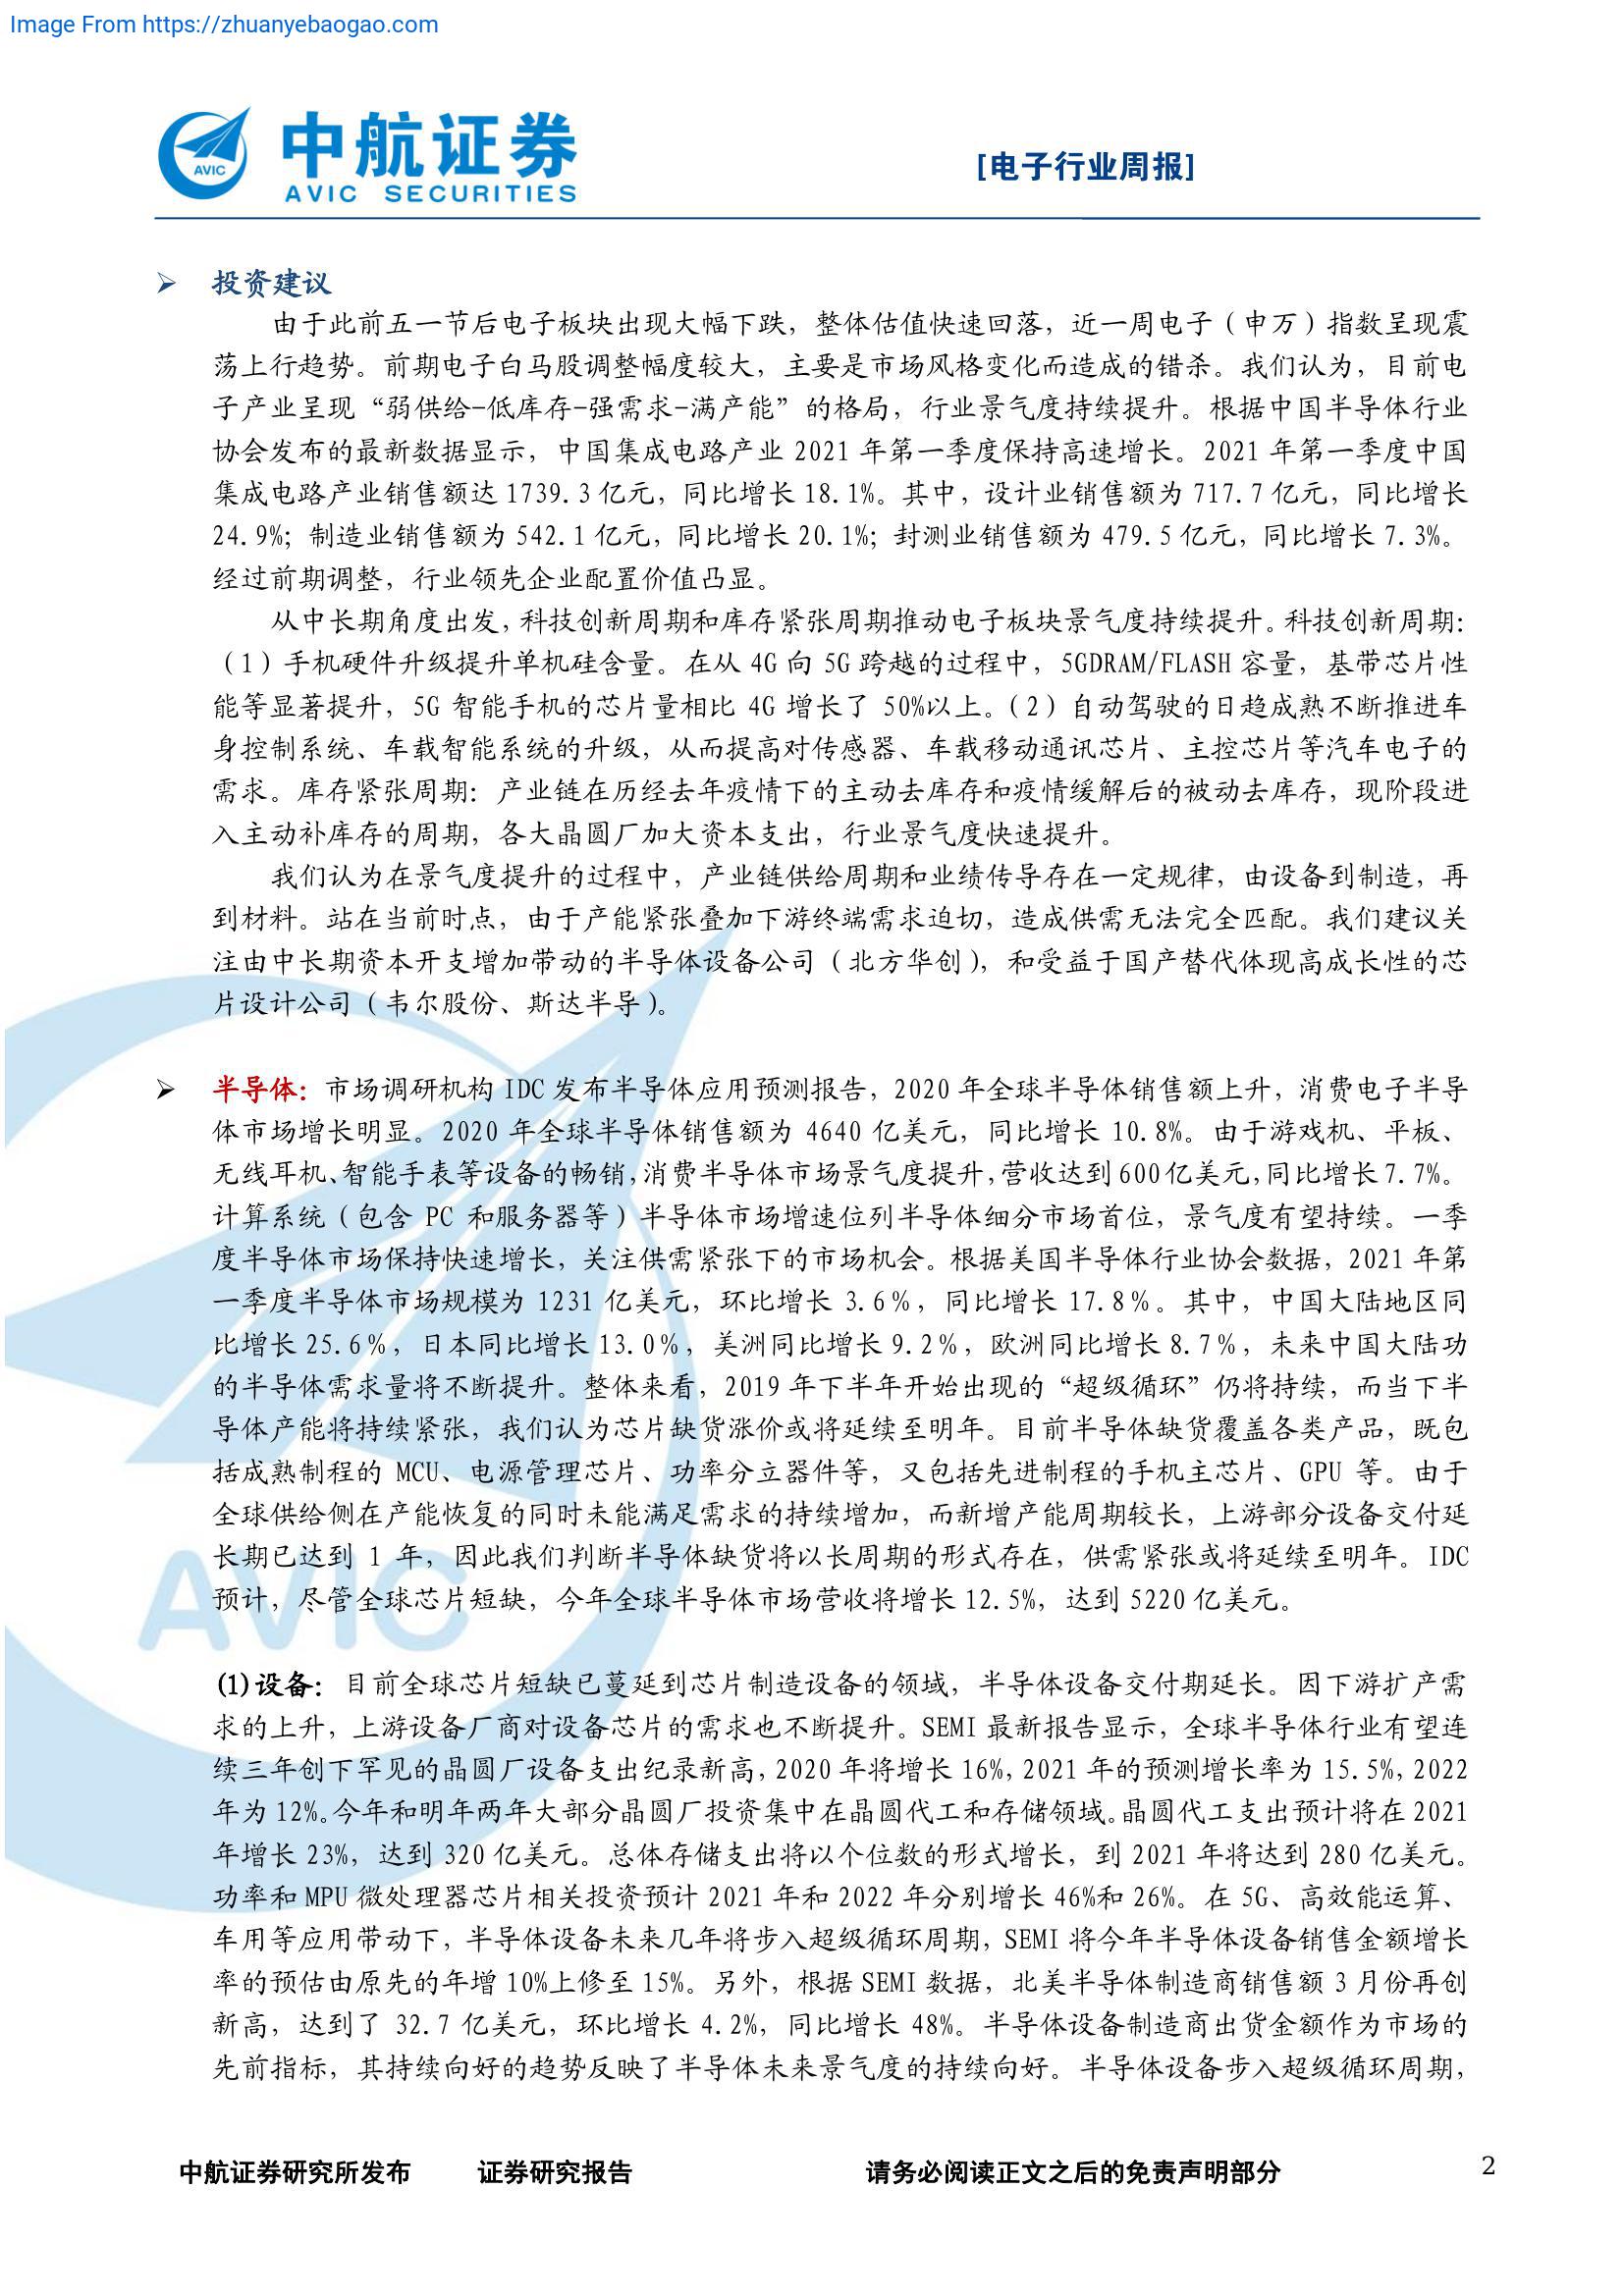 Image From https://zhuanyebaogao.com
中航证券
AVIC SECURITIES
AVIC
[电子行业周报]
➢ 投资建议
由于此前五一节后电子板块出现大幅下跌，整体估值快速回落，近一周电子（申万）指数呈现震
荡上行趋势。前期电子白马股调整幅度较大，主要是市场风格变化而造成的错杀。我们认为，目前电
子产业呈现“弱供给-低库存-强需求-满产能”的格局，行业景气度持续提升。根据中国半导体行业
协会发布的最新数据显示，中国集成电路产业 2021 年第一季度保持高速增长。2021 年第一季度中国
集成电路产业销售额达 1739.3 亿元，同比增长 18.1%。其中，设计业销售额为 717.7 亿元，同比增长
24.9%；制造业销售额为 542.1 亿元，同比增长 20.1%；封测业销售额为 479.5 亿元，同比增长 7.3%。
经过前期调整，行业领先企业配置价值凸显。
从中长期角度出发，科技创新周期和库存紧张周期推动电子板块景气度持续提升。科技创新周期：
（1）手机硬件升级提升单机硅含量。在从 4G 向 5G 跨越的过程中，5GDRAM/FLASH 容量，基带芯片性
能等显著提升，5G 智能手机的芯片量相比 4G 增长了 50%以上。（2）自动驾驶的日趋成熟不断推进车
身控制系统、车载智能系统的升级，从而提高对传感器、车载移动通讯芯片、主控芯片等汽车电子的
需求。库存紧张周期：产业链在历经去年疫情下的主动去库存和疫情缓解后的被动去库存，现阶段进
入主动补库存的周期，各大晶圆厂加大资本支出，行业景气度快速提升。
我们认为在景气度提升的过程中，产业链供给周期和业绩传导存在一定规律，由设备到制造，再
到材料。站在当前时点，由于产能紧张叠加下游终端需求迫切，造成供需无法完全匹配。我们建议关
注由中长期资本开支增加带动的半导体设备公司（北方华创），和受益于国产替代体现高成长性的芯
片设计公司（韦尔股份、斯达半导）。
➢ 半导体：市场调研机构 IDC 发布半导体应用预测报告，2020 年全球半导体销售额上升，消费电子半导
体市场增长明显。2020 年全球半导体销售额为 4640 亿美元，同比增长 10.8%。由于游戏机、平板、
无线耳机、智能手表等设备的畅销，消费半导体市场景气度提升，营收达到 600 亿美元，同比增长 7.7%。
计算系统（包含 PC 和服务器等）半导体市场增速位列半导体细分市场首位，景气度有望持续。一季
度半导体市场保持快速增长，关注供需紧张下的市场机会。根据美国半导体行业协会数据，2021 年第
一季度半导体市场规模为 1231 亿美元，环比增长 3.6％，同比增长 17.8％。其中，中国大陆地区同
比增长 25.6％，日本同比增长 13.0％，美洲同比增长 9.2％，欧洲同比增长 8.7％，未来中国大陆功
的半导体需求量将不断提升。整体来看，2019 年下半年开始出现的“超级循环”仍将持续，而当下半
导体产能将持续紧张，我们认为芯片缺货涨价或将延续至明年。目前半导体缺货覆盖各类产品，既包
括成熟制程的 MCU、电源管理芯片、功率分立器件等，又包括先进制程的手机主芯片、GPU 等。由于
全球供给侧在产能恢复的同时未能满足需求的持续增加，而新增产能周期较长，上游部分设备交付延
长期已达到 1 年，因此我们判断半导体缺货将以长周期的形式存在，供需紧张或将延续至明年。IDC
预计，尽管全球芯片短缺，今年全球半导体市场营收将增长 12.5%，达到 5220 亿美元。
(1)设备：目前全球芯片短缺已蔓延到芯片制造设备的领域，半导体设备交付期延长。因下游扩产需
求的上升，上游设备厂商对设备芯片的需求也不断提升。SEMI 最新报告显示，全球半导体行业有望连
续三年创下罕见的晶圆厂设备支出纪录新高，2020 年将增长 16%，2021 年的预测增长率为 15.5%，2022
年为 12%。今年和明年两年大部分晶圆厂投资集中在晶圆代工和存储领域。晶圆代工支出预计将在 2021
年增长 23%，达到 320 亿美元。总体存储支出将以个位数的形式增长，到 2021 年将达到 280 亿美元。
功率和 MPU 微处理器芯片相关投资预计 2021 年和 2022 年分别增长 46%和 26%。在 5G、高效能运算、
车用等应用带动下，半导体设备未来几年将步入超级循环周期，SEMI 将今年半导体设备销售金额增长
率的预估由原先的年增 10%上修至 15%。另外，根据 SEMI 数据，北美半导体制造商销售额 3 月份再创
新高，达到了 32.7 亿美元，环比增长 4.2%，同比增长 48%。半导体设备制造商出货金额作为市场的
先前指标，其持续向好的趋势反映了半导体未来景气度的持续向好。半导体设备步入超级循环周期，
AVIC
中航证券研究所发布 证券研究报告 请务必阅读正文之后的免责声明部分 2